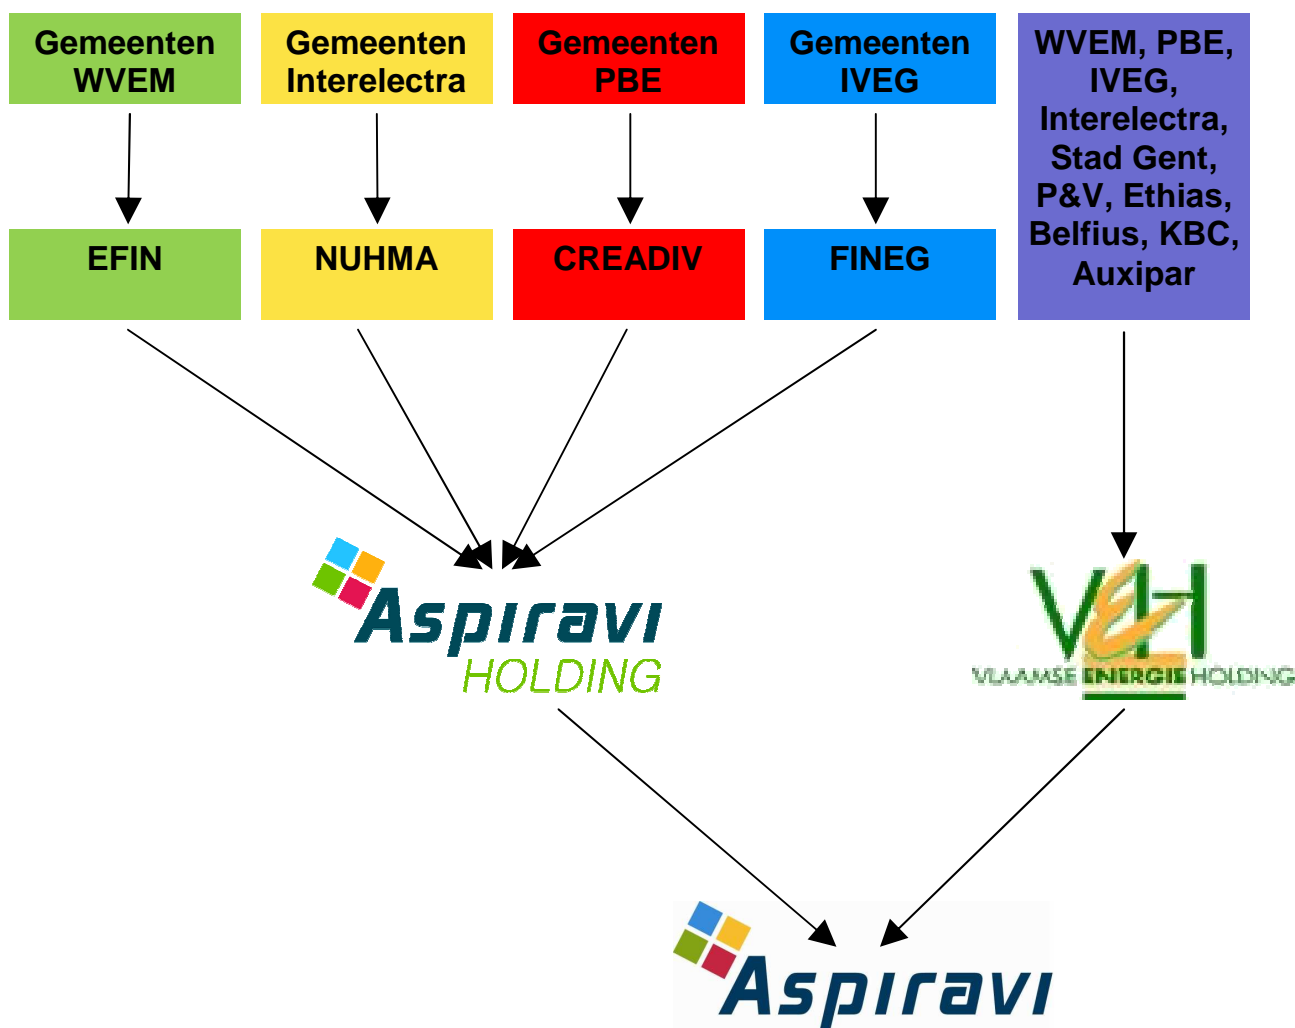 Gemeenten
WVEM
Gemeenten
Interelectra
Gemeenten
PBE
Gemeenten
IVEG
WVEM, PBE,
IVEG,
Interelectra,
Stad Gent,
P&V, Ethias,
Belfius, KBC,
Auxipar
EFIN
NUHMA
CREADIV
FINEG
Aspiravi
HOLDING
VEH
VLAAMSE ENERGIE HOLDING
Aspiravi